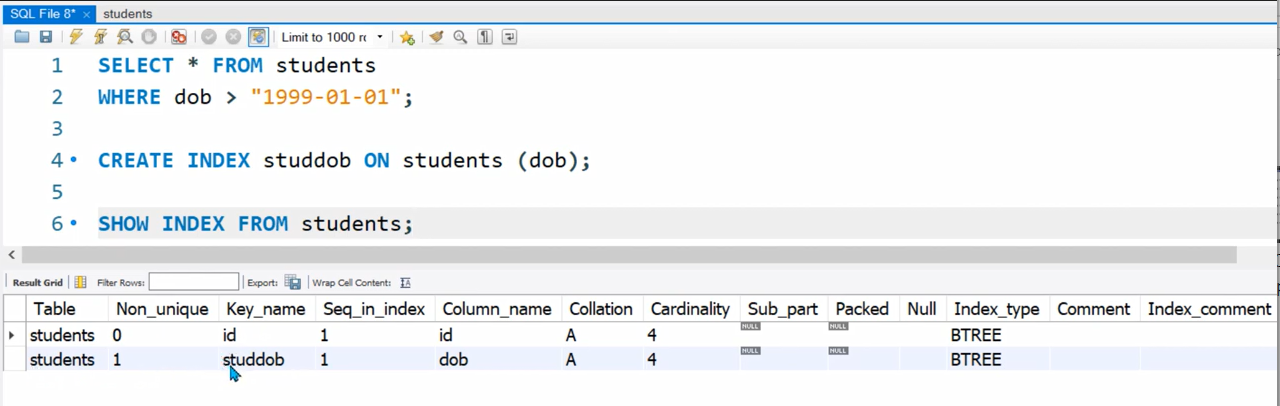 SQL File 8* × students
Limit to 1000 rc
1 SELECT * FROM students
2 WHERE dob > "1999-01-01";
3
4 CREATE INDEX studdob ON students (dob);
5
6 SHOW INDEX FROM students;
Result Grid Filter Rows: Export: Wrap Cell Content:
Table Non_unique Key_name Seq_in_index Column_name Collation Cardinality Sub_part Packed Null Index_type Comment Index_comment
students 0 id 1 id A 4 NULL NULL BTREE
students 1 studdob 1 dob A 4 NULL NULL BTREE